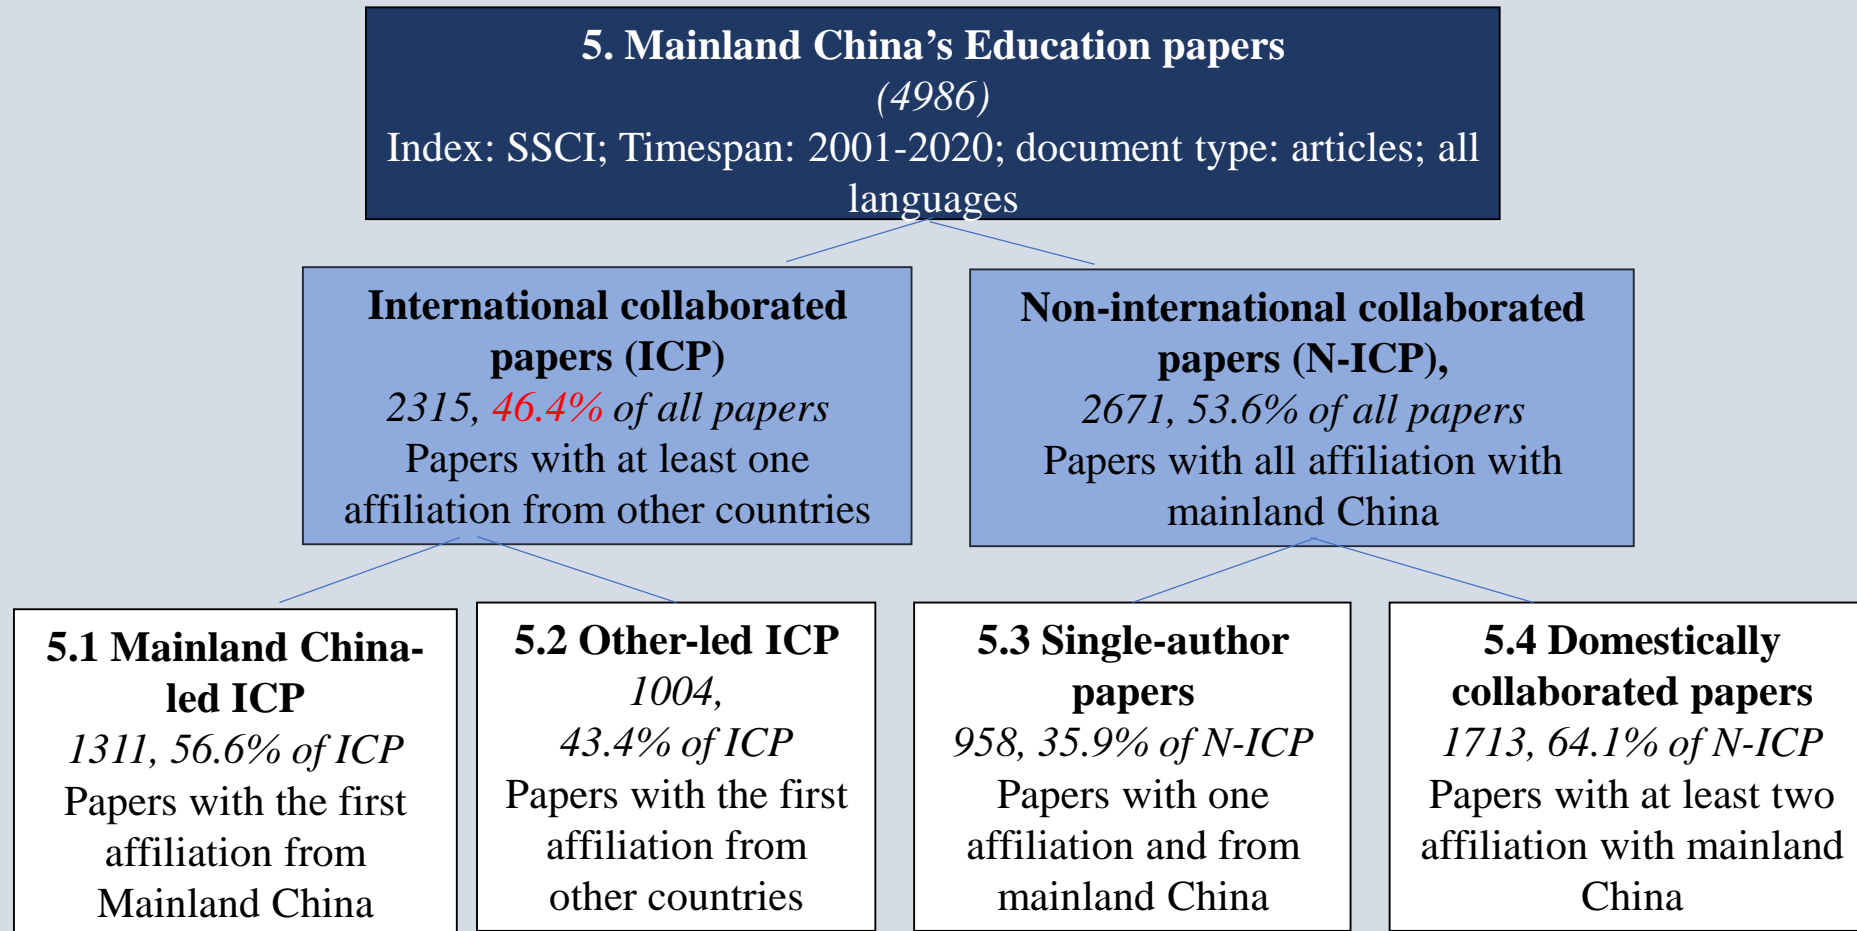 5. Mainland China’s Education papers
(4986)
Index: SSCI; Timespan: 2001-2020; document type: articles; all
languages
International collaborated
papers (ICP)
2315, 46.4% of all papers
Papers with at least one
affiliation from other countries
Non-international collaborated
papers (N-ICP),
2671, 53.6% of all papers
Papers with all affiliation with
mainland China
5.1 Mainland China-
led ICP
1311, 56.6% of ICP
Papers with the first
affiliation from
Mainland China
5.2 Other-led ICP
1004,
43.4% of ICP
Papers with the first
affiliation from
other countries
5.3 Single-author
papers
958, 35.9% of N-ICP
Papers with one
affiliation and from
mainland China
5.4 Domestically
collaborated papers
1713, 64.1% of N-ICP
Papers with at least two
affiliation with mainland
China